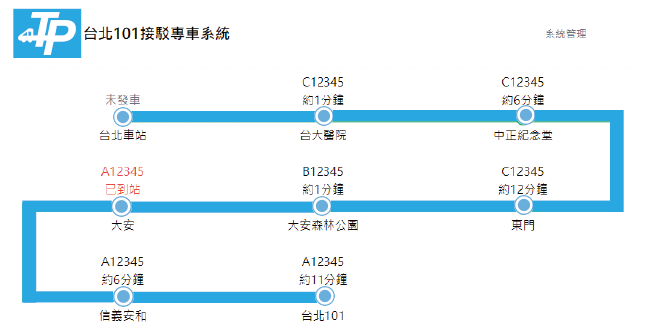 TP
台北101接駁專車系統
系統管理
C12345
C12345
未發車
約1分鐘
約6分鐘
台北車站
台大醫院
中正紀念堂
A12345
B12345
C12345
已到站
約1分鐘
約12分鐘
大安
大安森林公園
東門
A12345
A12345
約6分鐘
約11分鐘
信義安和
台北101